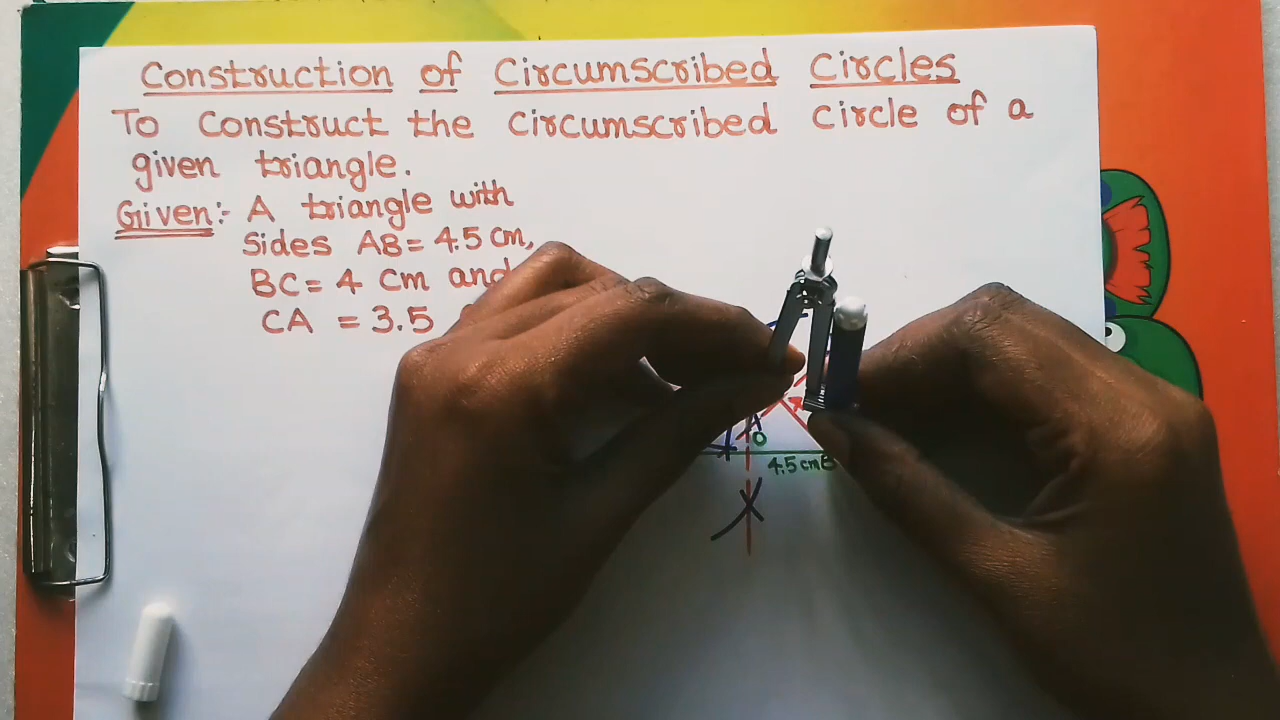 Construction of Circumscribed Circles
To Construct the Circumscribed circle of a
given triangle.
Given:- A triangle with
Sides AB = 4.5 cm,
BC = 4 Cm and
CA = 3.5
O
4.5 cm B